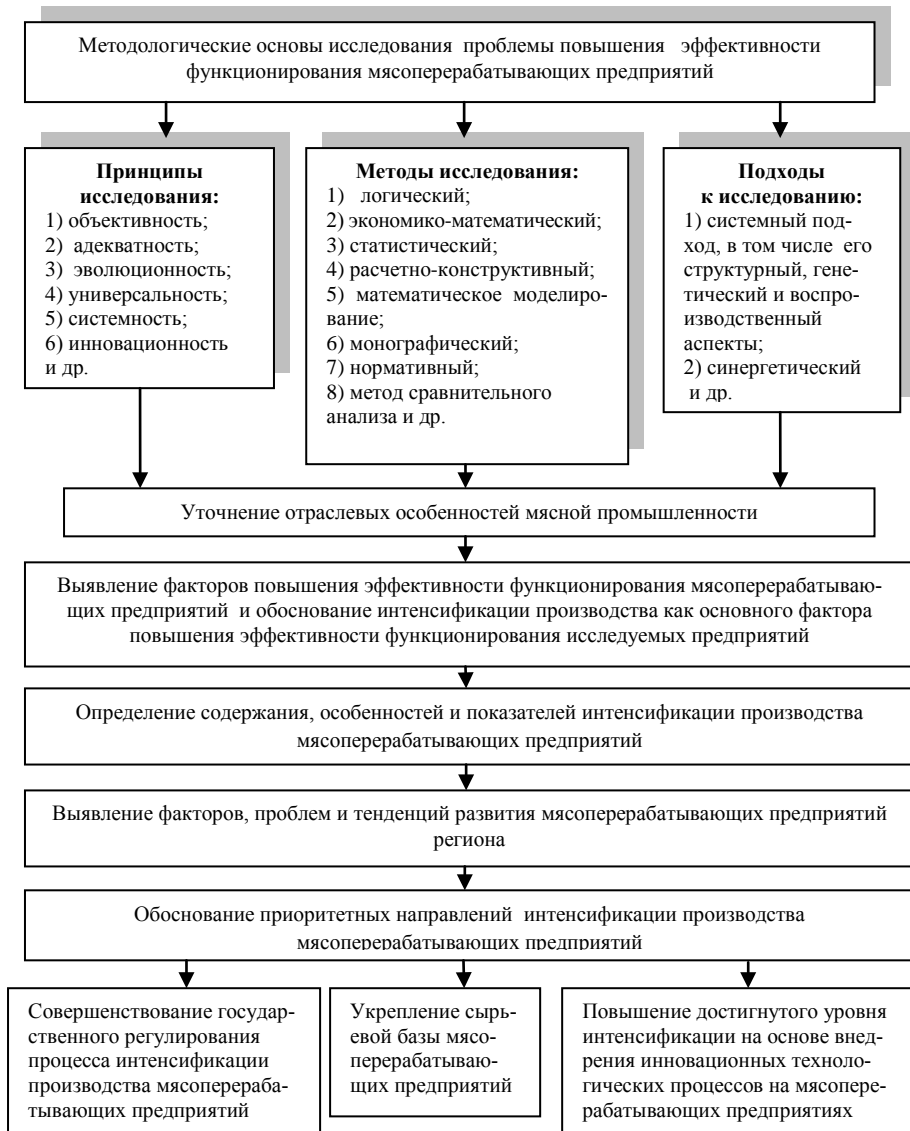 Методологические основы исследования проблемы повышения эффективности
функционирования мясоперерабатывающих предприятий
Принципы
исследования:
1) объективность;
2) адекватность;
3) эволюционность;
4) универсальность;
5) системность;
6) инновационность
и др.
Методы исследования:
1) логический;
2) экономико-математический;
3) статистический;
4) расчетно-конструктивный;
5) математическое моделиро-
вание;
6) монографический;
7) нормативный;
8) метод сравнительного
анализа и др.
Подходы
к исследованию:
1) системный под-
ход, в том числе его
структурный, гене-
тический и воспро-
изводственный
аспекты;
2) синергетический
и др.
Уточнение отраслевых особенностей мясной промышленности
Выявление факторов повышения эффективности функционирования мясоперерабатываю-
щих предприятий и обоснование интенсификации производства как основного фактора
повышения эффективности функционирования исследуемых предприятий
Определение содержания, особенностей и показателей интенсификации производства
мясоперерабатывающих предприятий
Выявление факторов, проблем и тенденций развития мясоперерабатывающих предприятий
региона
Обоснование приоритетных направлений интенсификации производства
мясоперерабатывающих предприятий
Совершенствование государ-
ственного регулирования
процесса интенсификации
производства мясоперераба-
тывающих предприятий
Укрепление сырь-
евой базы мясо-
перерабатываю-
щих предприятий
Повышение достигнутого уровня
интенсификации на основе внед-
рения инновационных техноло-
гических процессов на мясопере-
рабатывающих предприятиях